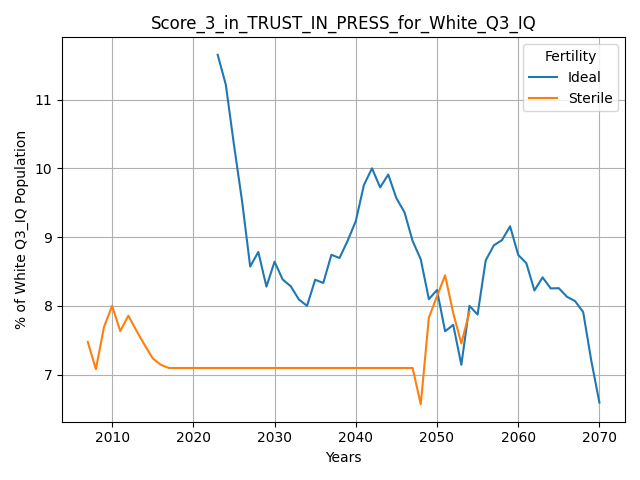 Score_3_in_TRUST_IN_PRESS_for_White_Q3_IQ
Fertility
Ideal
Sterile
% of White Q3_IQ Population
11
10
9
8
7
2010 2020 2030 2040 2050 2060 2070
Years